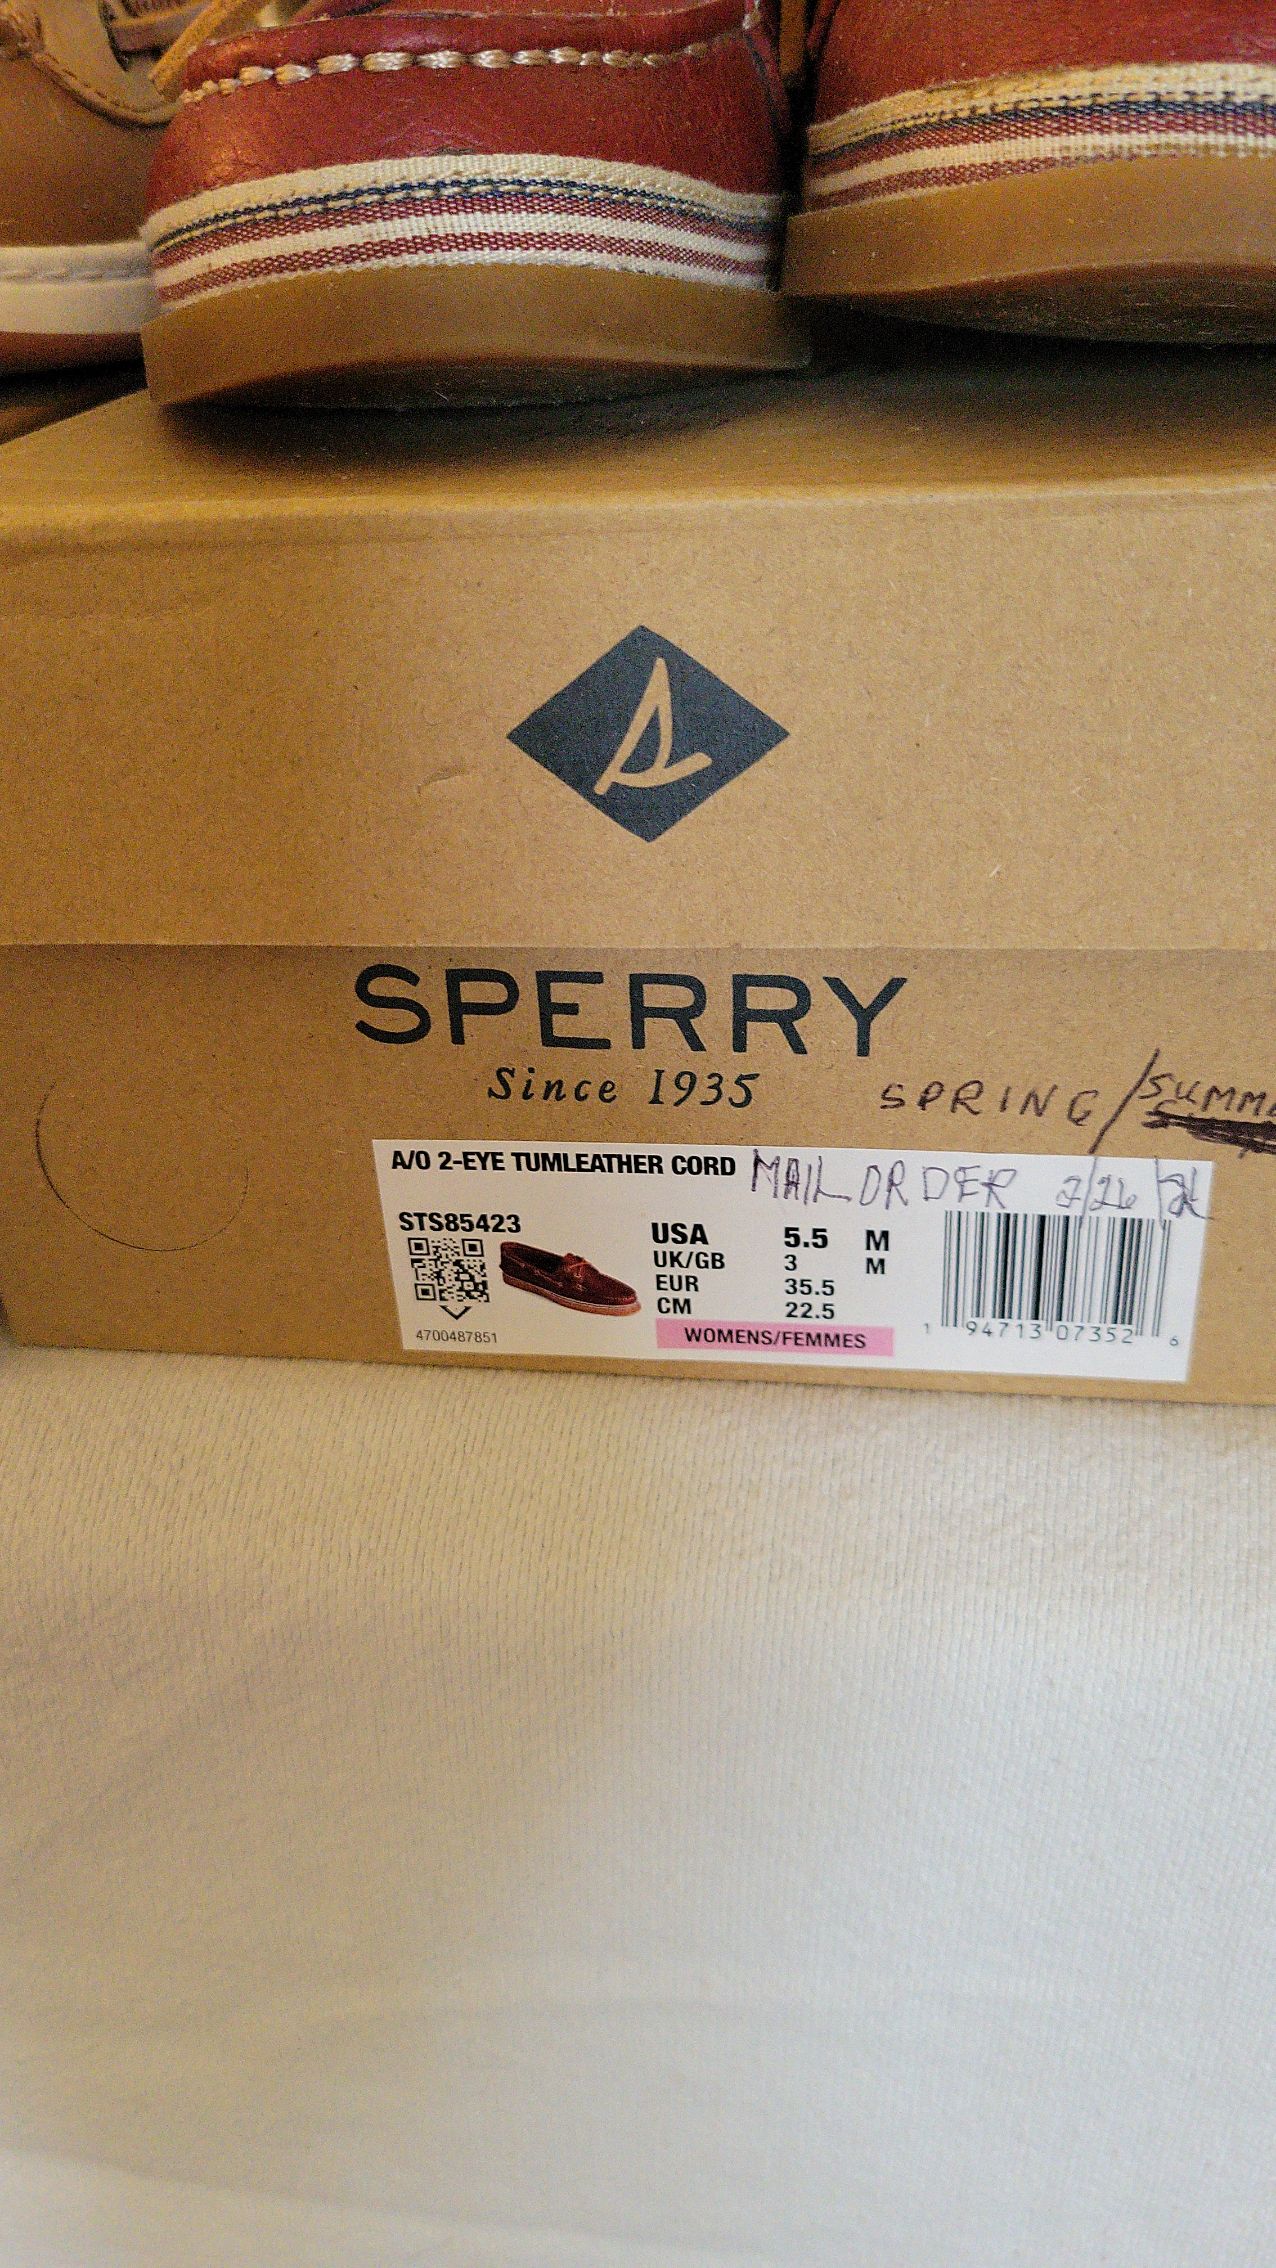 SPERRY
Since 1935
SPRING/SUMME
A/O 2-EYE TUMLEATHER CORD MAIL ORDER
STS85423
USA 5.5 M
UK/GB 3 M
EUR 35.5
CM 22.5
WOMENS/FEMMES
4700487851
1 94713 07352 6